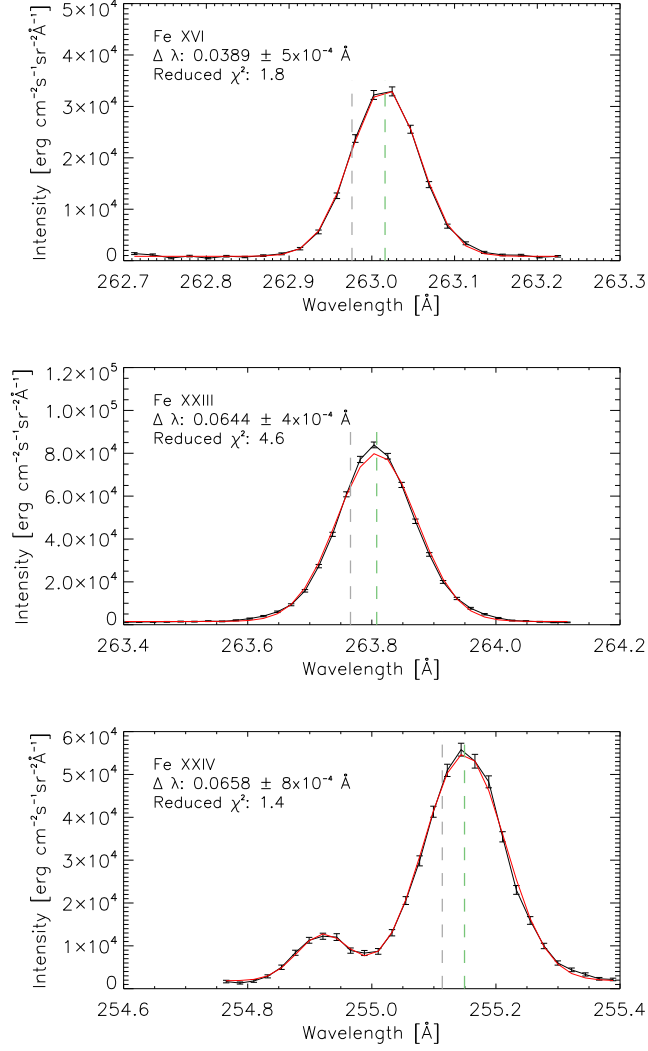 5×10⁴
4×10⁴
3×10⁴
2×10⁴
1×10⁴
0
Intensity [erg cm⁻²s⁻¹sr⁻²Å⁻¹]
Fe XVI
Δ λ: 0.0389 ± 5x10⁻⁴ Å
Reduced χ²: 1.8
262.7 262.8 262.9 263.0 263.1 263.2 263.3
Wavelength [Å]
1.2×10⁵
1.0×10⁵
8.0×10⁴
6.0×10⁴
4.0×10⁴
2.0×10⁴
0
Intensity [erg cm⁻²s⁻¹sr⁻²Å⁻¹]
Fe XXIII
Δ λ: 0.0644 ± 4x10⁻⁴ Å
Reduced χ²: 4.6
263.4 263.6 263.8 264.0 264.2
Wavelength [Å]
6×10⁴
5×10⁴
4×10⁴
3×10⁴
2×10⁴
1×10⁴
0
Intensity [erg cm⁻²s⁻¹sr⁻²Å⁻¹]
Fe XXIV
Δ λ: 0.0658 ± 8x10⁻⁴ Å
Reduced χ²: 1.4
254.6 254.8 255.0 255.2 255.4
Wavelength [Å]